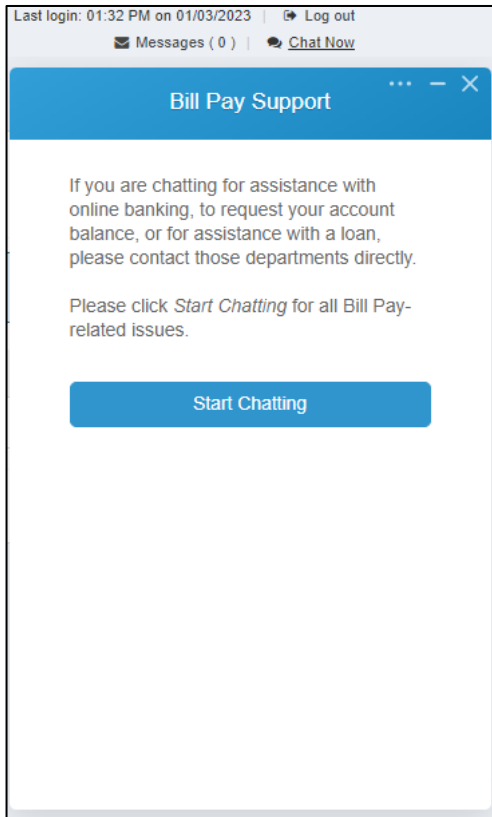 Last login: 01:32 PM on 01/03/2023 | Log out
Messages ( 0 ) | Chat Now
Bill Pay Support
If you are chatting for assistance with
online banking, to request your account
balance, or for assistance with a loan,
please contact those departments directly.
Please click Start Chatting for all Bill Pay-
related issues.
Start Chatting